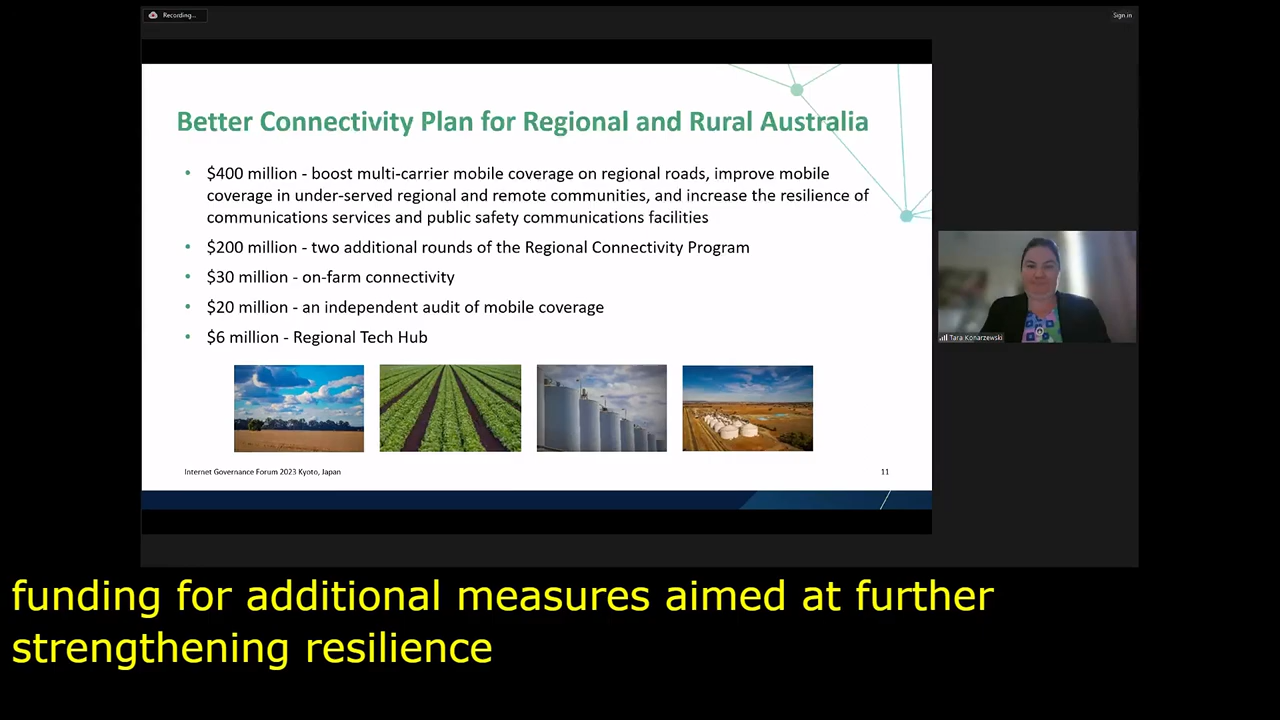 Recording...
Sign in
Better Connectivity Plan for Regional and Rural Australia
• $400 million - boost multi-carrier mobile coverage on regional roads, improve mobile
coverage in under-served regional and remote communities, and increase the resilience of
communications services and public safety communications facilities
• $200 million - two additional rounds of the Regional Connectivity Program
• $30 million - on-farm connectivity
• $20 million - an independent audit of mobile coverage
• $6 million - Regional Tech Hub
Tara Konarzewski
Internet Governance Forum 2023 Kyoto, Japan
11
funding for additional measures aimed at further
strengthening resilience